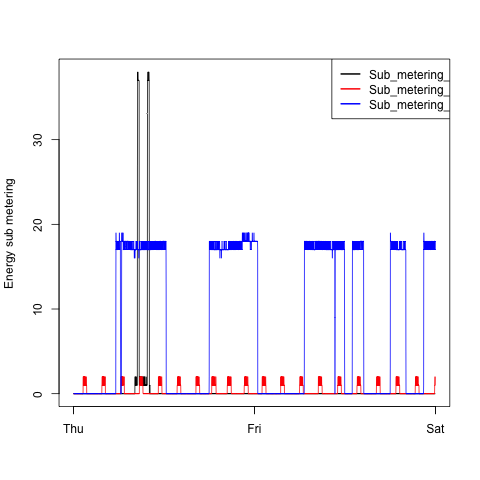 Sub_metering_
Sub_metering_
Sub_metering_
Energy sub metering
30
20
10
0
Thu Fri Sat